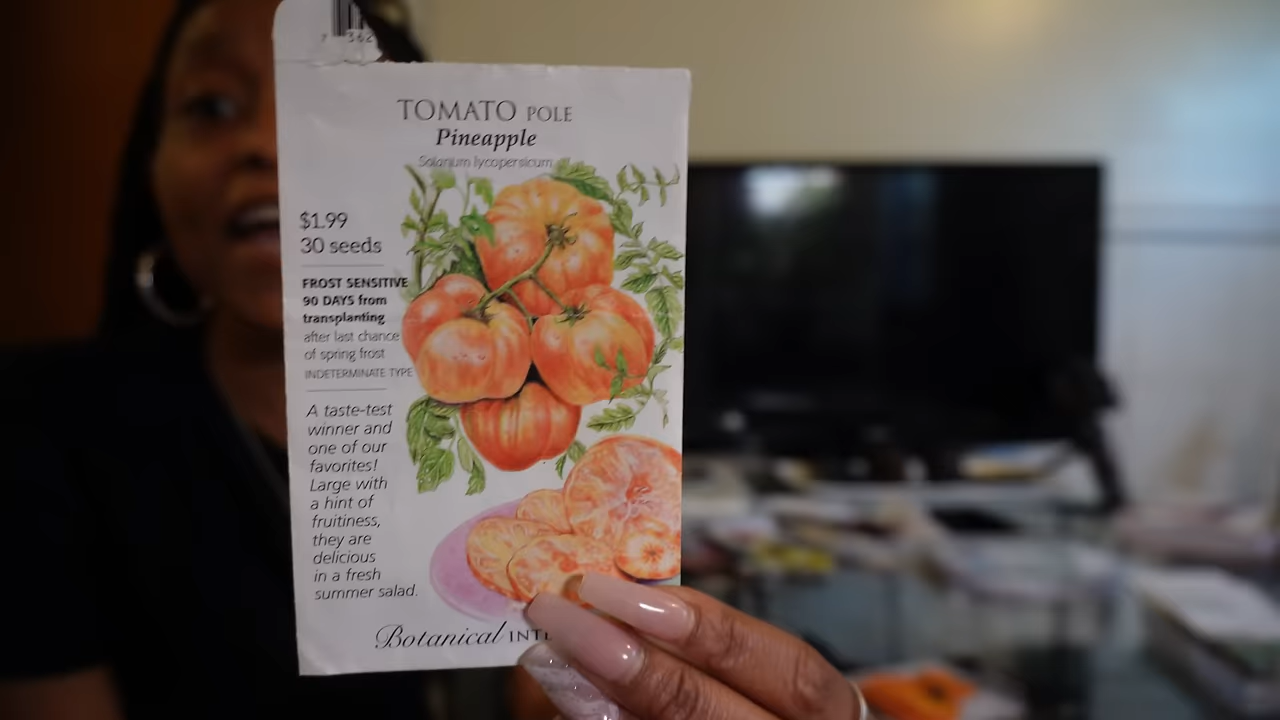 7 362
TOMATO POLE
Pineapple
Solanum lycopersicum
$1.99
30 seeds
FROST SENSITIVE
90 DAYS from
transplanting
after last chance
of spring frost
INDETERMINATE TYPE
A taste-test
winner and
one of our
favorites!
Large with
a hint of
fruitiness,
they are
delicious
in a fresh
summer salad.
Botanical